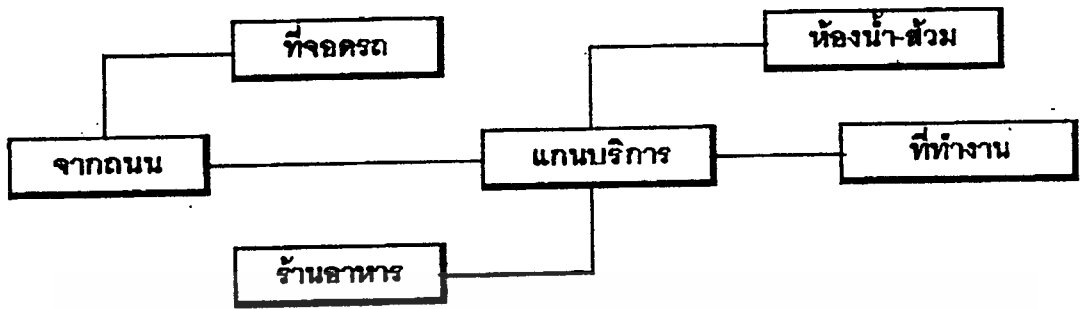 ที่จอดรถ
ห้องน้ำ-ส้วม
จากถนน
แกนบริการ
ที่ทำงาน
ร้านอาหาร